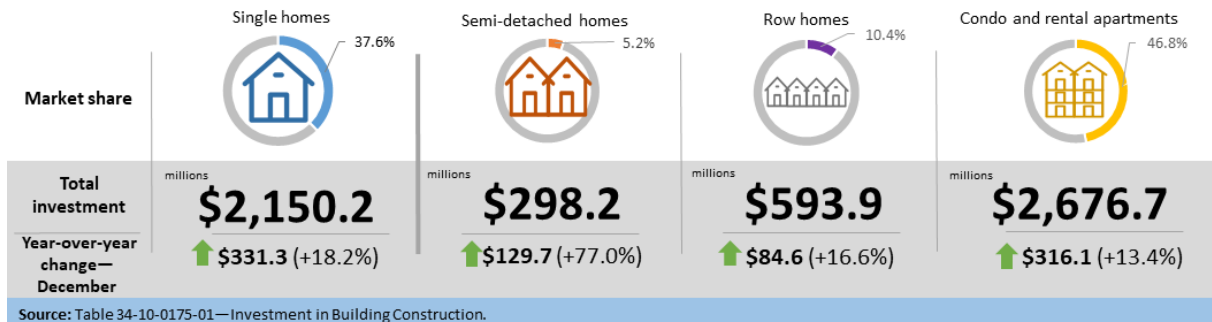 Single homes
Semi-detached homes
Row homes
Condo and rental apartments
Market share
37.6%
5.2%
10.4%
46.8%
Total
investment
millions
$2,150.2
millions
$298.2
millions
$593.9
millions
$2,676.7
Year-over-year
change—
December
$331.3 (+18.2%)
$129.7 (+77.0%)
$84.6 (+16.6%)
$316.1 (+13.4%)
Source: Table 34-10-0175-01—Investment in Building Construction.